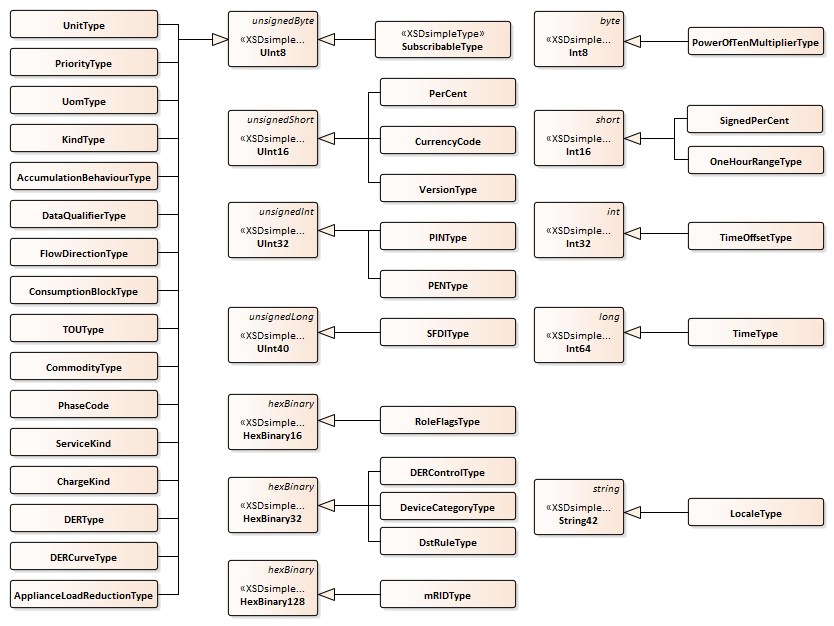 UnitType
PriorityType
UomType
KindType
AccumulationBehaviourType
DataQualifierType
FlowDirectionType
ConsumptionBlockType
TOUType
CommodityType
PhaseCode
ServiceKind
ChargeKind
DERType
DERCurveType
ApplianceLoadReductionType
unsignedByte
«XSDsimple...
UInt8
«XSDsimpleType»
SubscribableType
unsignedShort
«XSDsimple...
UInt16
PerCent
CurrencyCode
VersionType
unsignedInt
«XSDsimple...
UInt32
PINType
PENType
unsignedLong
«XSDsimple...
UInt40
SFDIType
hexBinary
«XSDsimple...
HexBinary16
RoleFlagsType
hexBinary
«XSDsimple...
HexBinary32
DERControlType
DeviceCategoryType
DstRuleType
hexBinary
«XSDsimple...
HexBinary128
mRIDType
byte
«XSDsimple...
Int8
PowerOfTenMultiplierType
short
«XSDsimple...
Int16
SignedPerCent
OneHourRangeType
int
«XSDsimple...
Int32
TimeOffsetType
long
«XSDsimple...
Int64
TimeType
string
«XSDsimple...
String42
LocaleType